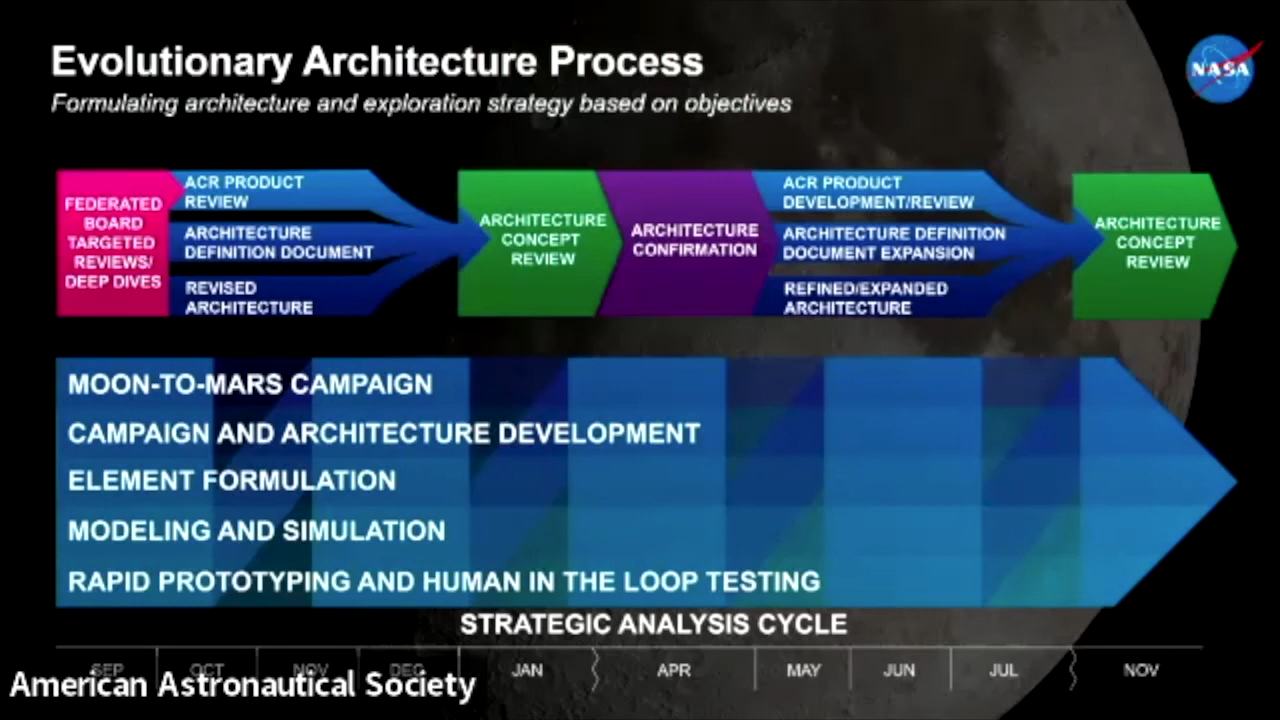 Evolutionary Architecture Process
Formulating architecture and exploration strategy based on objectives
NASA
FEDERATED
BOARD
TARGETED
REVIEWS/
DEEP DIVES
ACR PRODUCT
REVIEW
ARCHITECTURE
DEFINITION DOCUMENT
REVISED
ARCHITECTURE
ARCHITECTURE
CONCEPT
REVIEW
ARCHITECTURE
CONFIRMATION
ACR PRODUCT
DEVELOPMENT/REVIEW
ARCHITECTURE DEFINITION
DOCUMENT EXPANSION
REFINED/EXPANDED
ARCHITECTURE
ARCHITECTURE
CONCEPT
REVIEW
MOON-TO-MARS CAMPAIGN
CAMPAIGN AND ARCHITECTURE DEVELOPMENT
ELEMENT FORMULATION
MODELING AND SIMULATION
RAPID PROTOTYPING AND HUMAN IN THE LOOP TESTING
STRATEGIC ANALYSIS CYCLE
SEP OCT NOV DEC JAN APR MAY JUN JUL NOV
American Astronautical Society